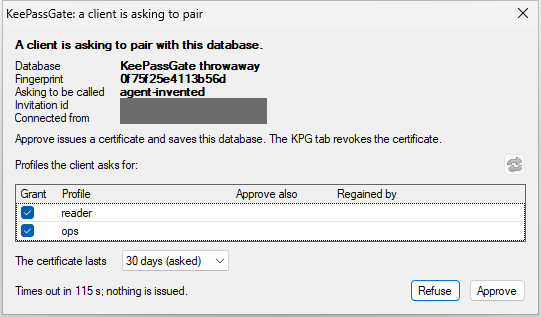 KeePassGate: a client is asking to pair
A client is asking to pair with this database.
Database KeePassGate throwaway
Fingerprint 0f75f25e4113b56d
Asking to be called agent-invented
Invitation id
Connected from
Approve issues a certificate and saves this database. The KPG tab revokes the certificate.
Profiles the client asks for:
Grant Profile Approve also Regained by
reader
ops
The certificate lasts 30 days (asked)
Times out in 115 s; nothing is issued. Refuse Approve